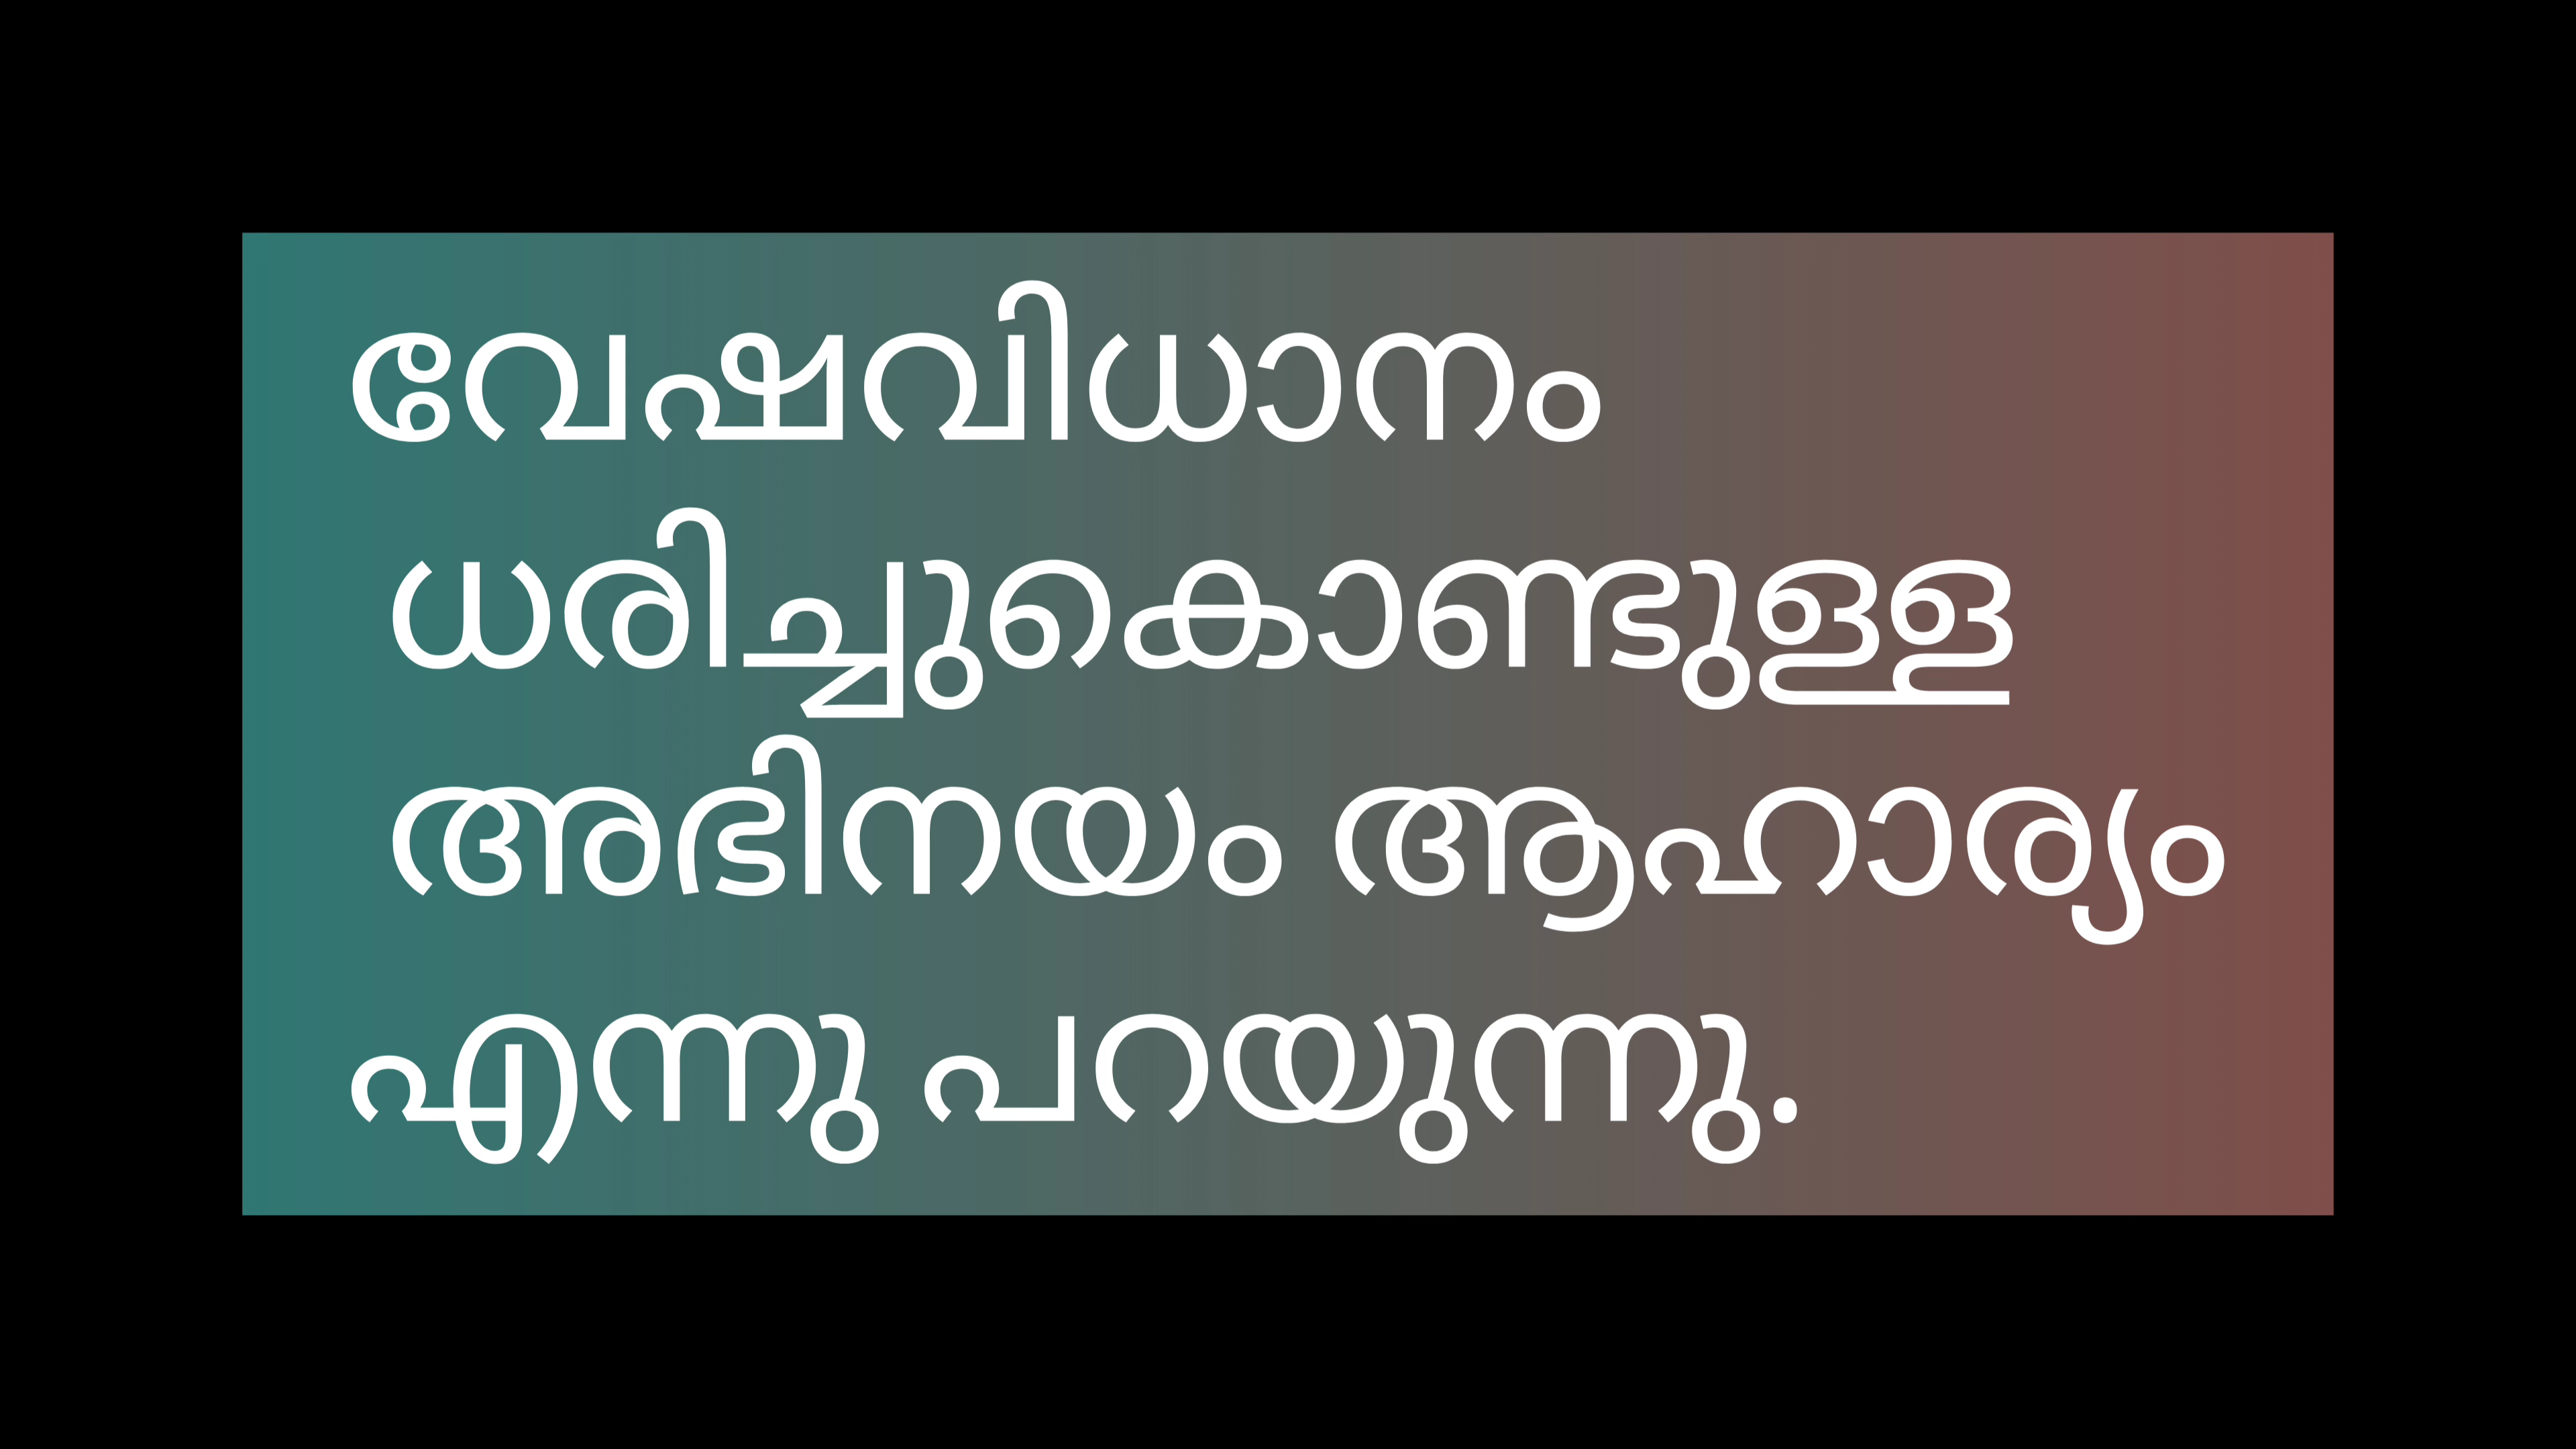 വേഷവിധാനം
ധരിച്ചുകൊണ്ടുള്ള
അഭിനയം ആഹാര്യം
എന്നു പറയുന്നു.